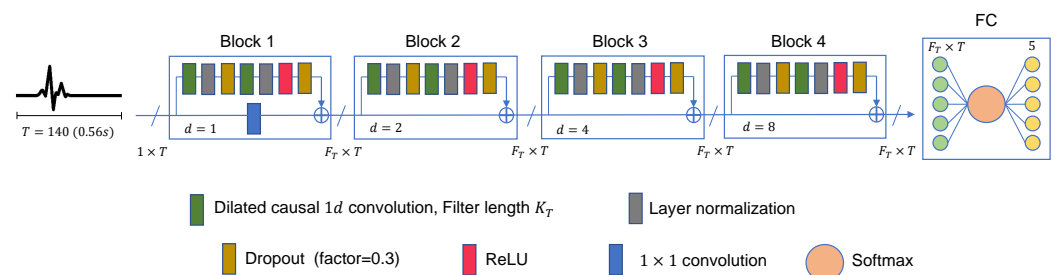 Block 1
Block 2
Block 3
Block 4
FC
F_T × T
5
T = 140 (0.56s)
d = 1
d = 2
d = 4
d = 8
1 × T
F_T × T
F_T × T
F_T × T
F_T × T
Dilated causal 1d convolution, Filter length K_T
Layer normalization
Dropout (factor=0.3)
ReLU
1 × 1 convolution
Softmax